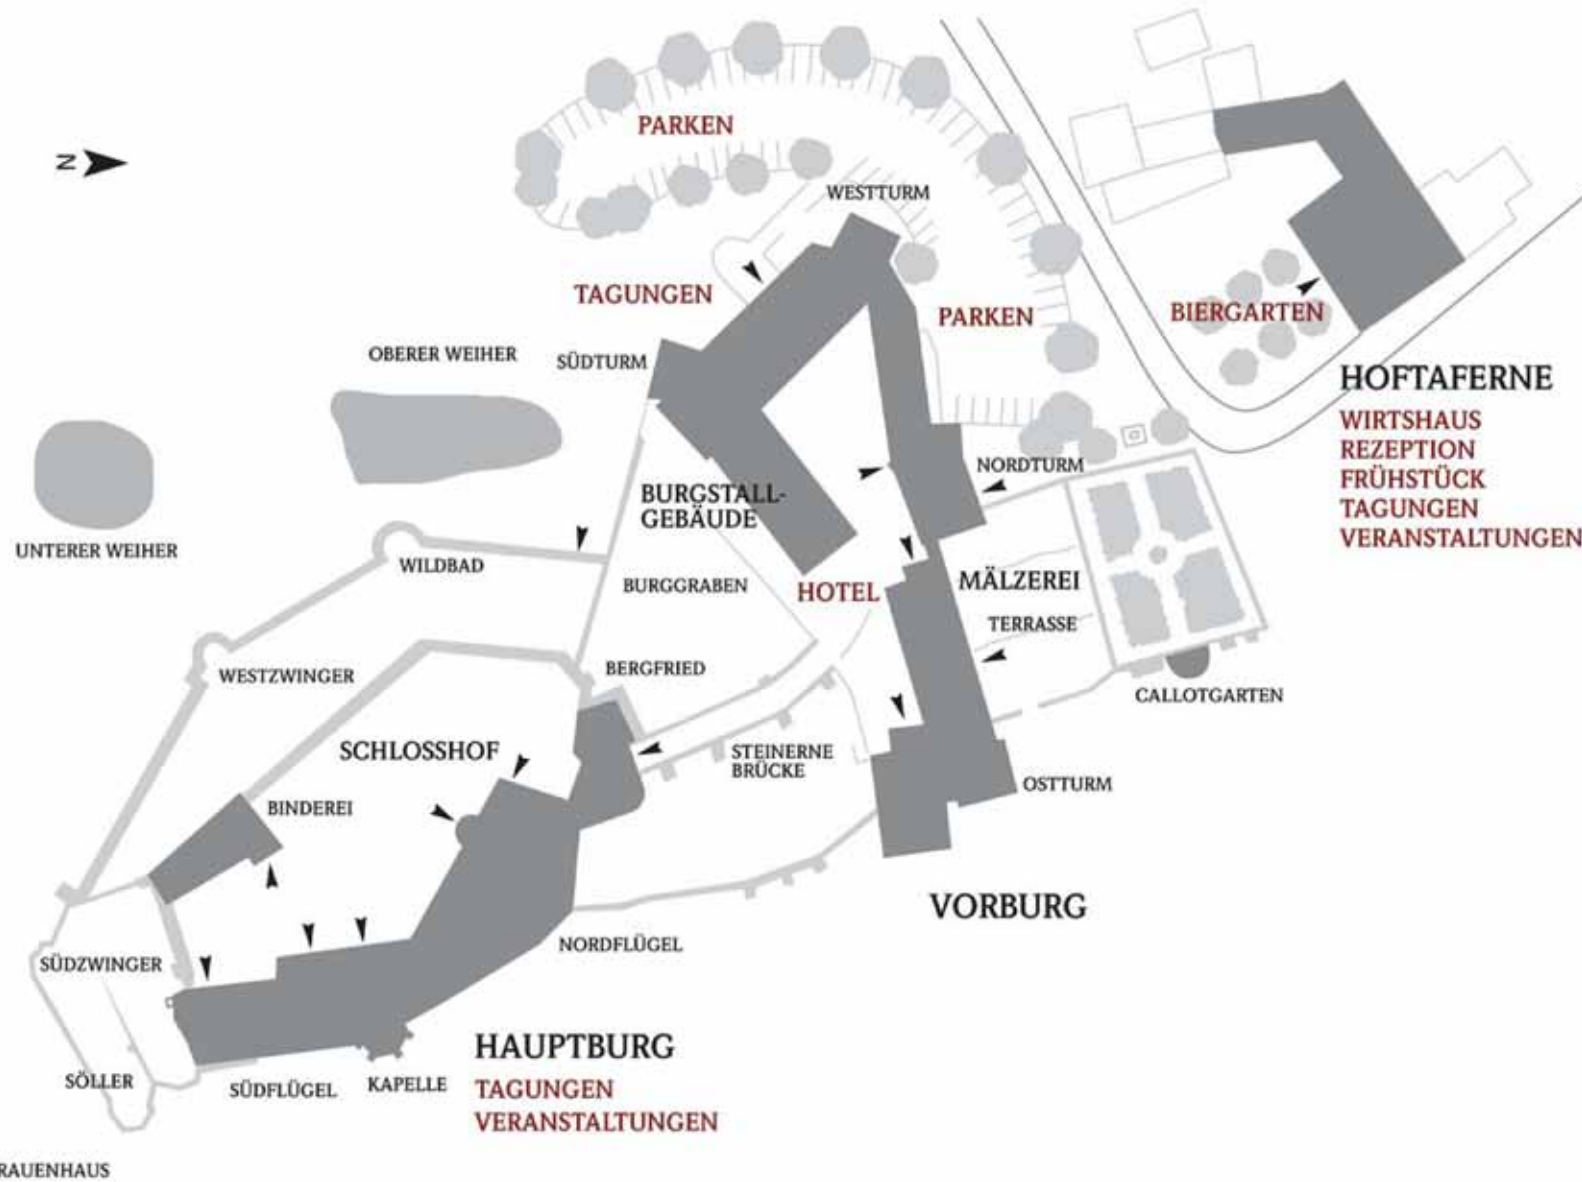 PARKEN
N
WESTTURM
TAGUNGEN
PARKEN
BIERGARTEN
OBERER WEIHER
SÜDTURM
HOFTAFERNE
WIRTSHAUS
REZEPTION
FRÜHSTÜCK
TAGUNGEN
VERANSTALTUNGEN
NORDTURM
BURGSTALL-
GEBÄUDE
UNTERER WEIHER
WILDBAD
BURGGRABEN
HOTEL
MÄLZEREI
TERRASSE
WESTZWINGER
BERGFRIED
CALLOTGARTEN
SCHLOSSHOF
STEINERNE
BRÜCKE
OSTTURM
BINDEREI
VORBURG
NORDFLÜGEL
SÜDZWINGER
HAUPTBURG
TAGUNGEN
VERANSTALTUNGEN
SÖLLER
SÜDFLÜGEL
KAPELLE
RAUENHAUS